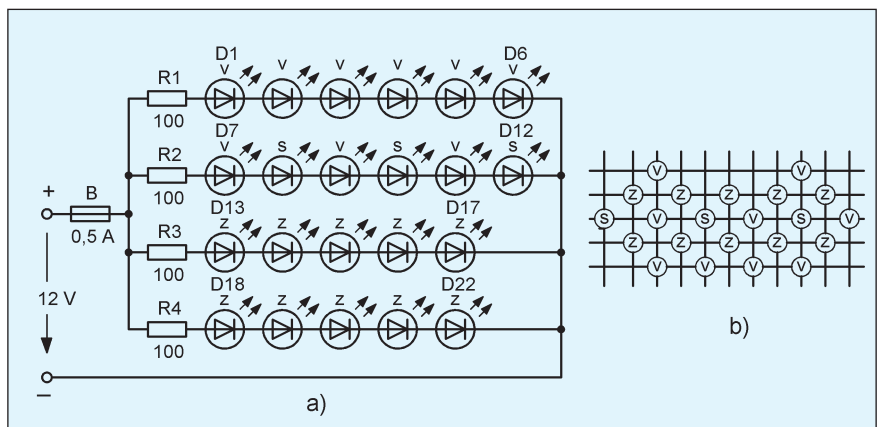 D1 D6
R1 v v v v v v
100
D7 D12
R2 v s v s v s
100
+ B
0,5 A
D13 D17
R3 z z z z z
100
12 V
D18 D22
R4 z z z z z
100
–
a)
V V
Z Z Z Z Z
S V S V S V
Z Z Z Z Z
V V V V
b)